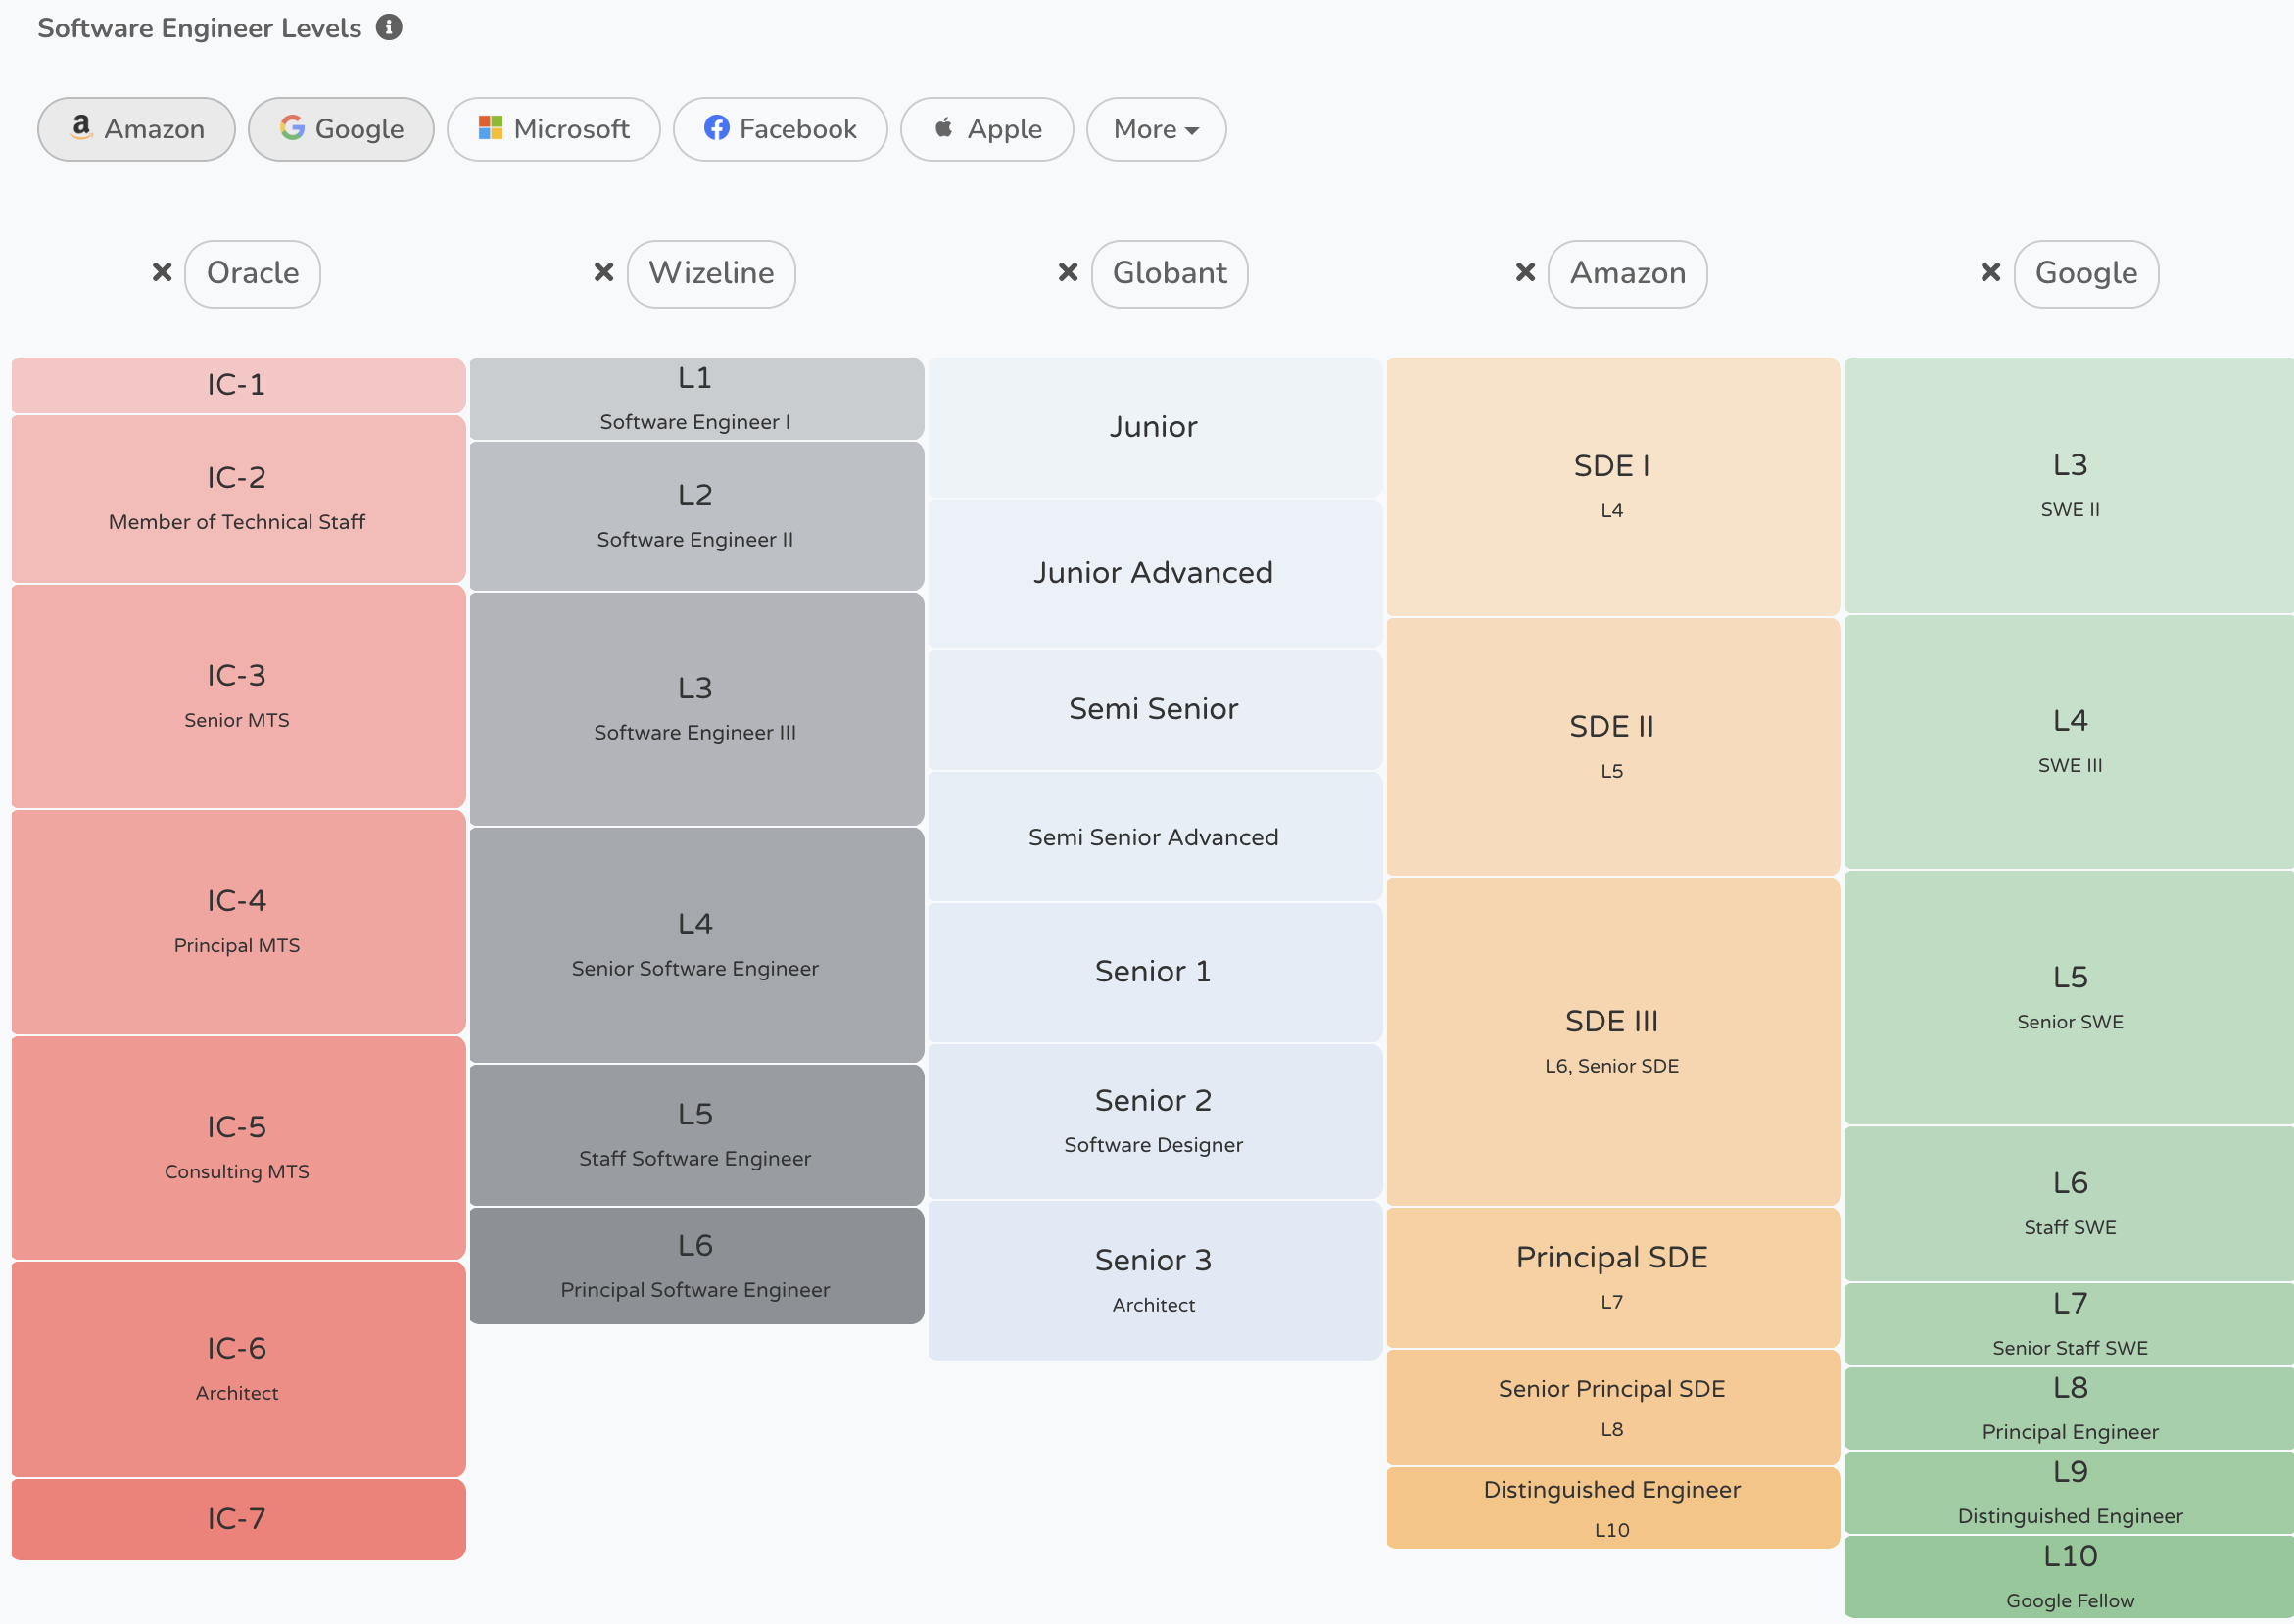 Software Engineer Levels
Amazon
Google
Microsoft
Facebook
Apple
More
Oracle
Wizeline
Globant
Amazon
Google
IC-1
IC-2
Member of Technical Staff
IC-3
Senior MTS
IC-4
Principal MTS
IC-5
Consulting MTS
IC-6
Architect
IC-7
L1
Software Engineer I
L2
Software Engineer II
L3
Software Engineer III
L4
Senior Software Engineer
L5
Staff Software Engineer
L6
Principal Software Engineer
Junior
Junior Advanced
Semi Senior
Semi Senior Advanced
Senior 1
Senior 2
Software Designer
Senior 3
Architect
SDE I
L4
SDE II
L5
SDE III
L6, Senior SDE
Principal SDE
L7
Senior Principal SDE
L8
Distinguished Engineer
L10
L3
SWE II
L4
SWE III
L5
Senior SWE
L6
Staff SWE
L7
Senior Staff SWE
L8
Principal Engineer
L9
Distinguished Engineer
L10
Google Fellow